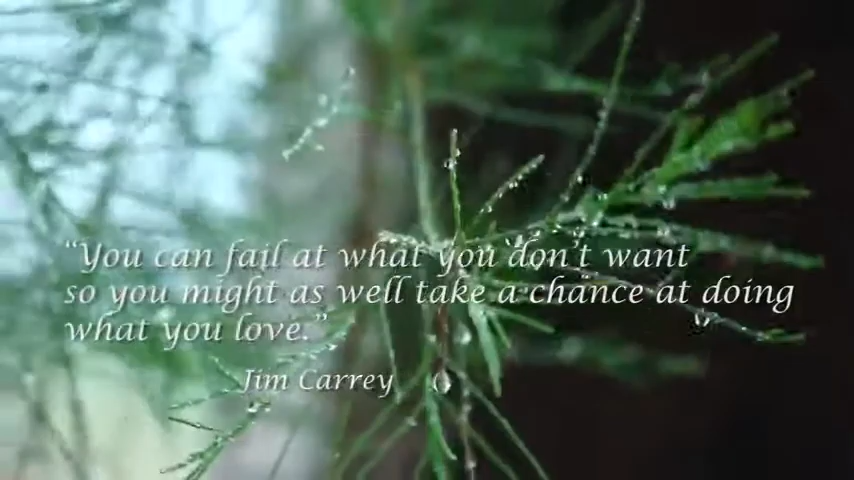 “You can fail at what you don't want
so you might as well take a chance at doing
what you love.”
Jim Carrey